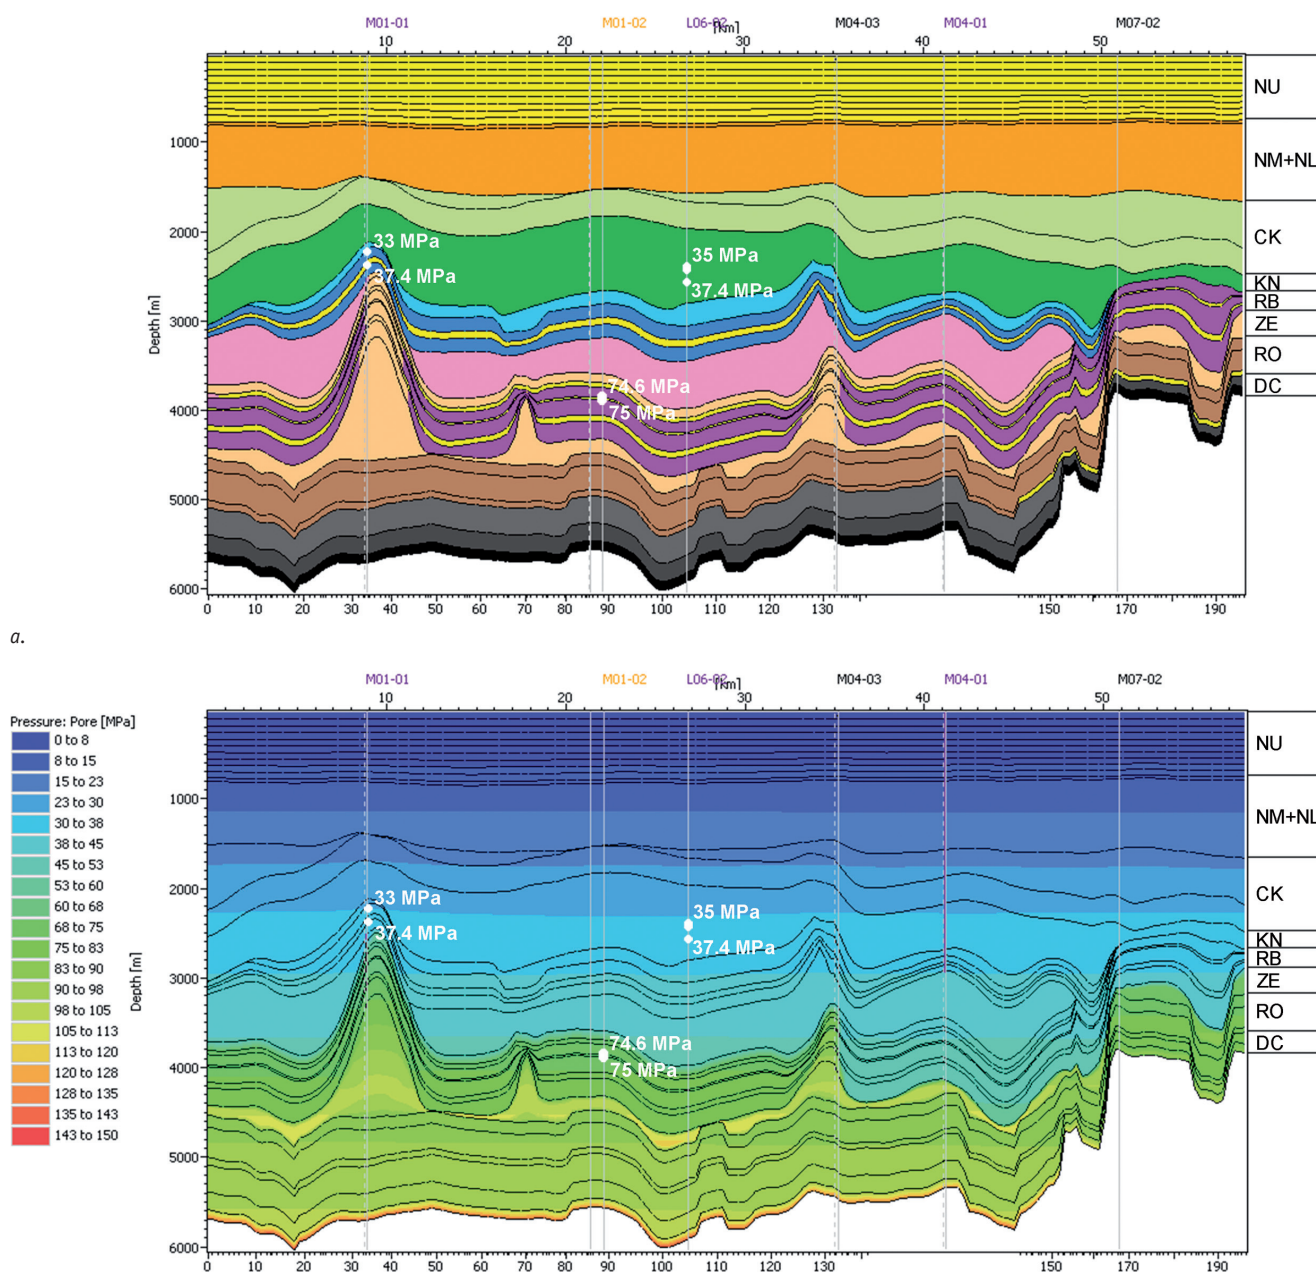 M01-01 M01-02 L06-02 [km] M04-03 M04-01 M07-02
10 20 30 40 50
NU
NM+NL
CK
KN
RB
ZE
RO
DC
Depth [m]
1000
2000
3000
4000
5000
6000
33 MPa
37.4 MPa
35 MPa
37.4 MPa
74.6 MPa
75 MPa
0 10 20 30 40 50 60 70 80 90 100 110 120 130 150 170 190
a.
M01-01 M01-02 L06-02 [km] M04-03 M04-01 M07-02
10 20 30 40 50
Pressure: Pore [MPa]
0 to 8
8 to 15
15 to 23
23 to 30
30 to 38
38 to 45
45 to 53
53 to 60
60 to 68
68 to 75
75 to 83
83 to 90
90 to 98
98 to 105
105 to 113
113 to 120
120 to 128
128 to 135
135 to 143
143 to 150
Depth [m]
1000
2000
3000
4000
5000
6000
33 MPa
37.4 MPa
35 MPa
37.4 MPa
74.6 MPa
75 MPa
NU
NM+NL
CK
KN
RB
ZE
RO
DC
0 10 20 30 40 50 60 70 80 90 100 110 120 130 150 170 190